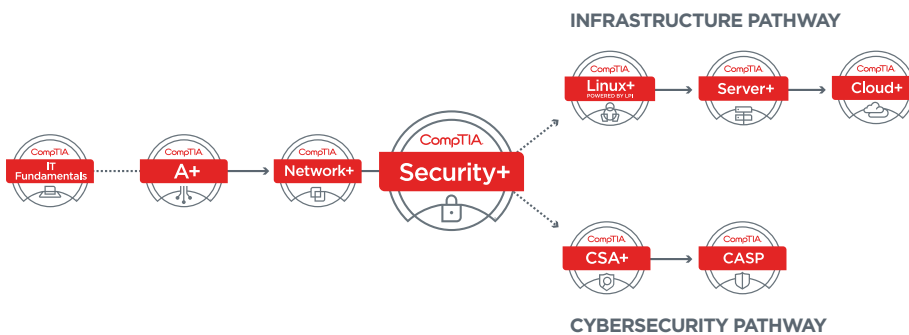 INFRASTRUCTURE PATHWAY
CompTIA.
Linux+
POWERED BY LPI
CompTIA.
Server+
CompTIA.
Cloud+
CompTIA.
IT
Fundamentals
CompTIA.
A+
CompTIA.
Network+
CompTIA.
Security+
CompTIA.
CSA+
CompTIA.
CASP
CYBERSECURITY PATHWAY